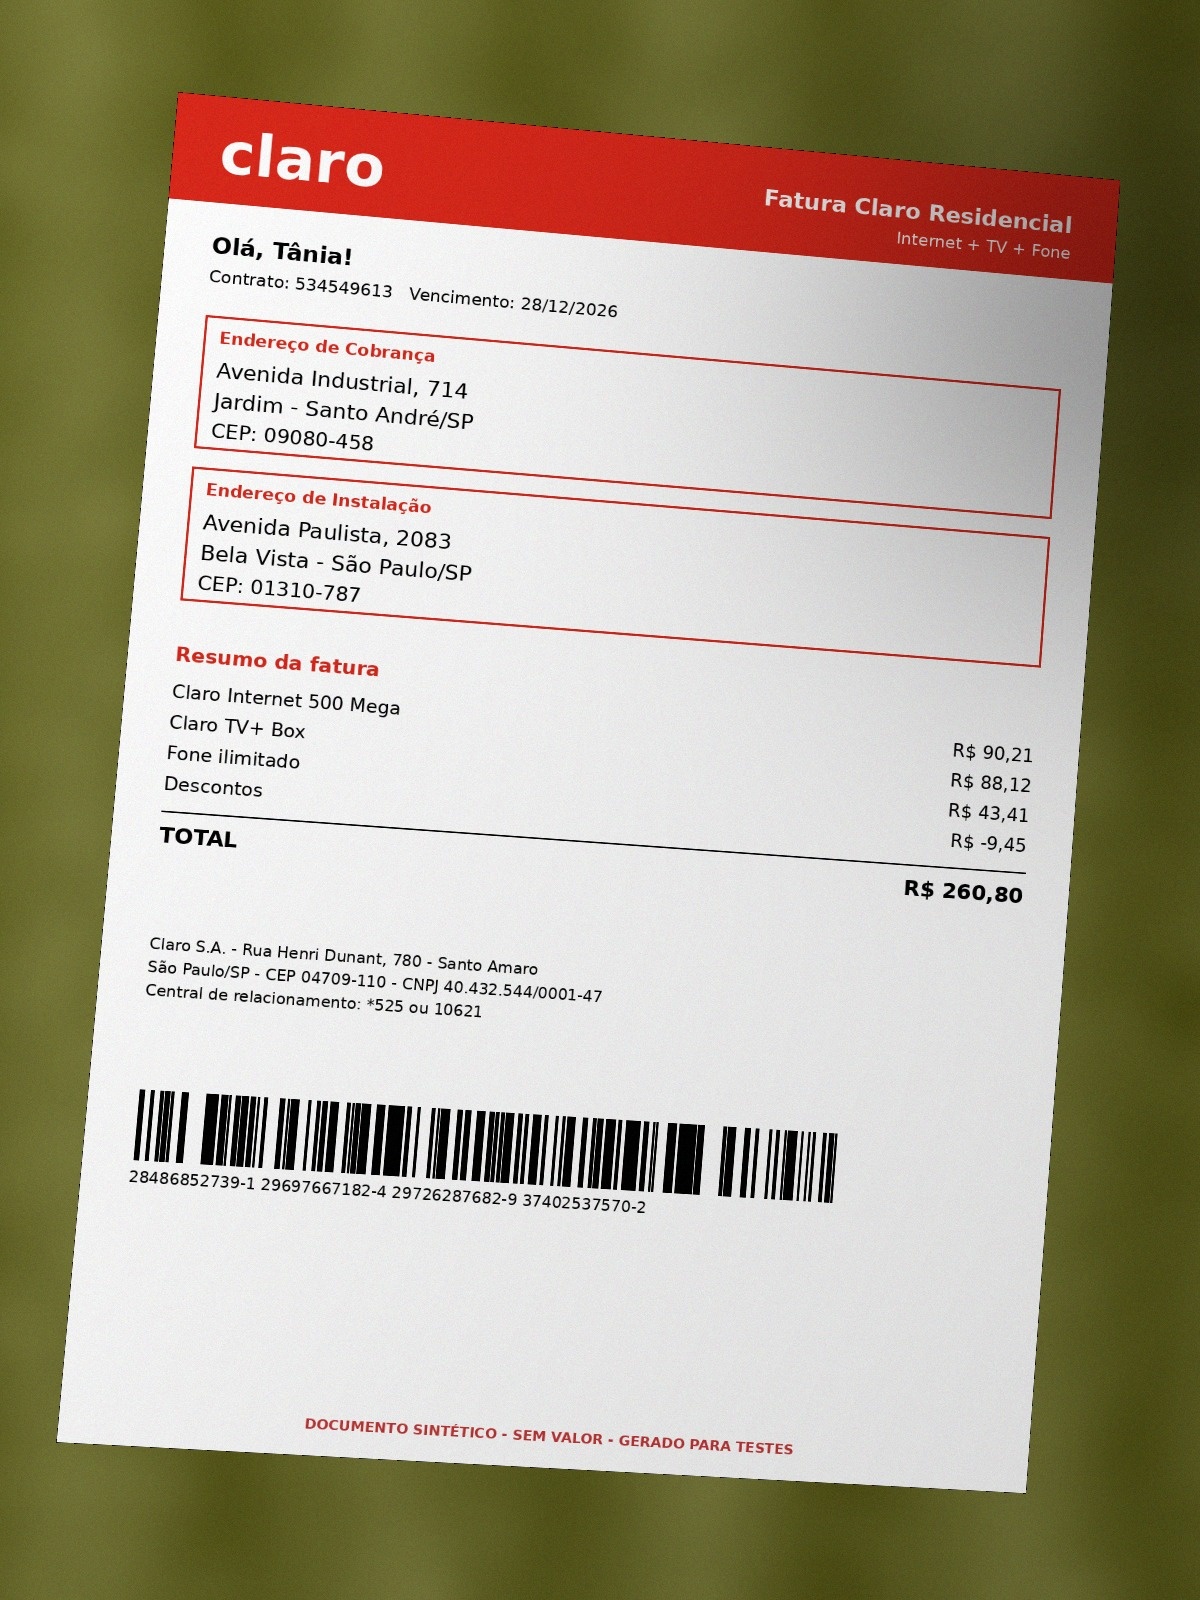 claro
Fatura Claro Residencial
Internet + TV + Fone
Olá, Tânia!
Contrato: 534549613 Vencimento: 28/12/2026
Endereço de Cobrança
Avenida Industrial, 714
Jardim - Santo André/SP
CEP: 09080-458
Endereço de Instalação
Avenida Paulista, 2083
Bela Vista - São Paulo/SP
CEP: 01310-787
Resumo da fatura
Claro Internet 500 Mega R$ 90,21
Claro TV+ Box R$ 88,12
Fone ilimitado R$ 43,41
Descontos R$ -9,45
TOTAL R$ 260,80
Claro S.A. - Rua Henri Dunant, 780 - Santo Amaro
São Paulo/SP - CEP 04709-110 - CNPJ 40.432.544/0001-47
Central de relacionamento: *525 ou 10621
28486852739-1 29697667182-4 29726287682-9 37402537570-2
DOCUMENTO SINTÉTICO - SEM VALOR - GERADO PARA TESTES